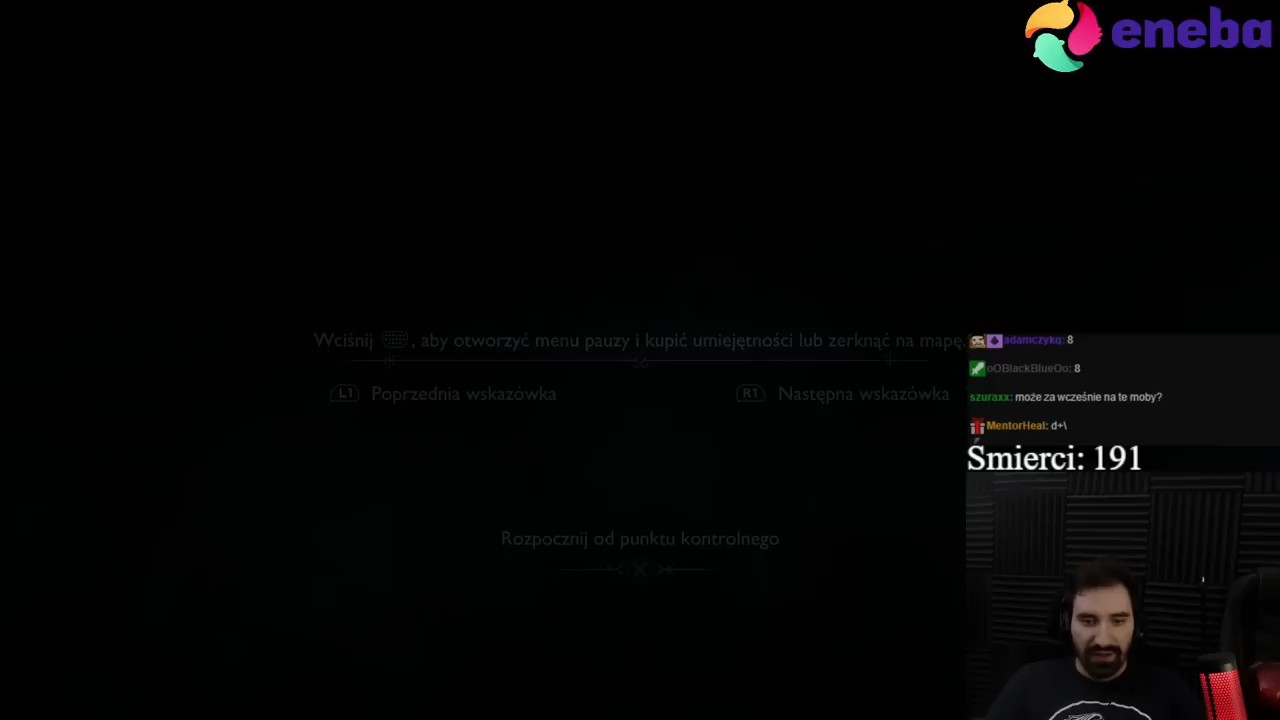 eneba
Wciśnij , aby otworzyć menu pauzy i kupić umiejętności lub zerknąć na mapę.
L1 Poprzednia wskazówka
R1 Następna wskazówka
adamczykq: 8
oOBlackBlueOo: 8
szuraxx: może za wcześnie na te moby?
MentorHeal: d+\
Śmierci: 191
Rozpocznij od punktu kontrolnego